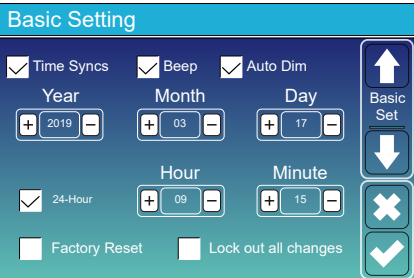 Basic Setting
Time Syncs Beep Auto Dim
Year Month Day
+ 2019 − + 03 − + 17 −
Basic
Set
Hour Minute
24-Hour + 09 − + 15 −
Factory Reset Lock out all changes